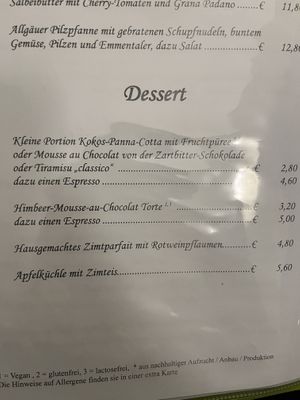 Salbeibutter mit Cherry-Tomaten und Grana Padano.......€ 11,8
Allgäuer Pilzpfanne mit gebratenen Schupfnudeln, buntem
Gemüse, Pilzen und Emmentaler, dazu Salat ....................€ 12,80
Dessert
Kleine Portion Kokos-Panna-Cotta mit Fruchtpüree
oder Mousse au Chocolat von der Zartbitter-Schokolade
oder Tiramisu „classico" ..........................................€ 2,80
dazu einen Espresso ..............................................€ 4,60
Himbeer-Mousse-au-Chocolat Torte ........................€ 3,20
dazu einen Espresso ..............................................€ 5,00
Hausgemachtes Zimtparfait mit Rotweinpflaumen..........€ 4,80
Apfelküchle mit Zimteis...........................................€ 5,60
= Vegan , 2 = glutenfrei, 3 = lactosefrei, * aus nachhaltiger Aufzucht / Anbau / Produktion
Die Hinweise auf Allergene finden sie in einer extra Karte